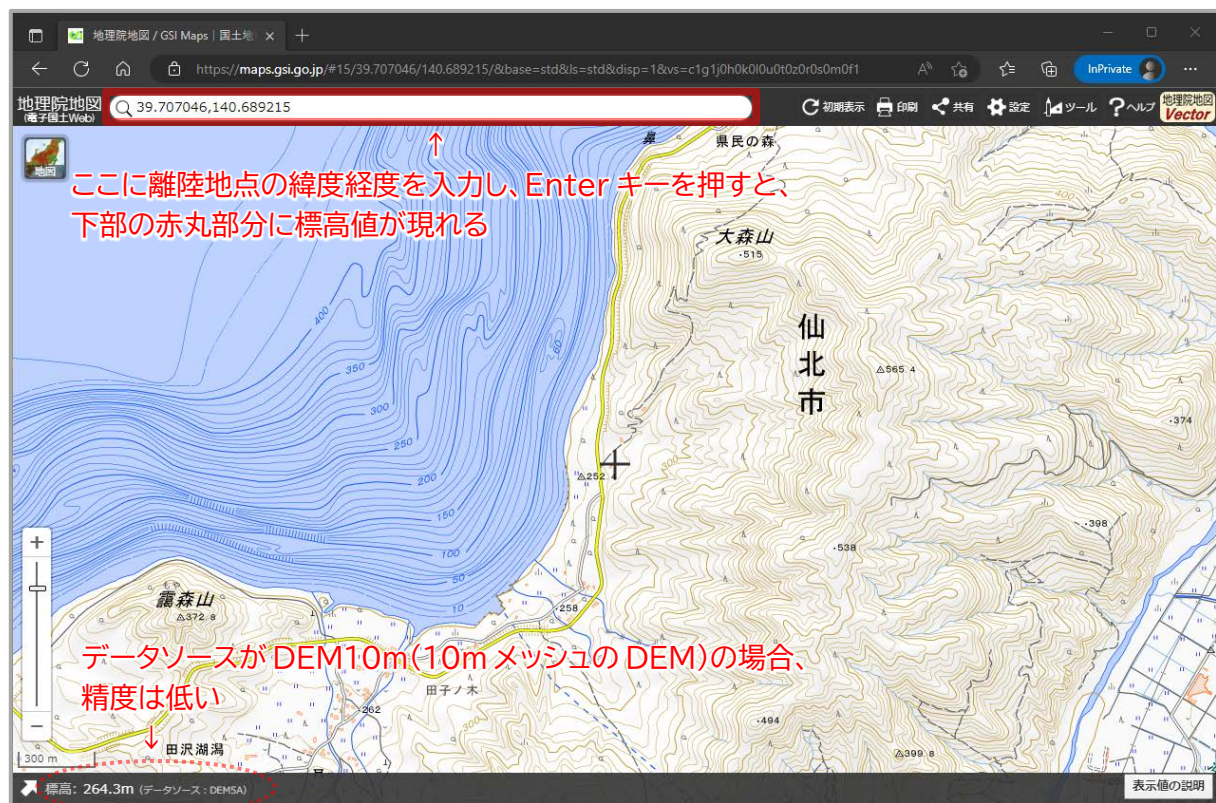 地理院地図 / GSI Maps｜国土地
https://maps.gsi.go.jp/#15/39.707046/140.689215/&base=std&ls=std&disp=1&vs=c1g1j0h0k0l0u0t0z0r0s0m0f1
InPrivate
地理院地図
(電子国土Web)
39.707046,140.689215
初期表示 印刷 共有 設定 ツール ヘルプ
地理院地図
Vector
地図
↑
ここに離陸地点の緯度経度を入力し、Enter キーを押すと、
下部の赤丸部分に標高値が現れる
県民の森
大森山
515
仙北市
565.4
400
350
60
300
374
250
200
252.4
300
150
398
100
538
50
10
靄森山
もや
372.8
258
データソースが DEM10m(10m メッシュの DEM)の場合、
精度は低い
↓
田子ノ木
262
300
494
399.8
田沢湖潟
300 m
標高: 264.3m (データソース : DEM5A)
表示値の説明